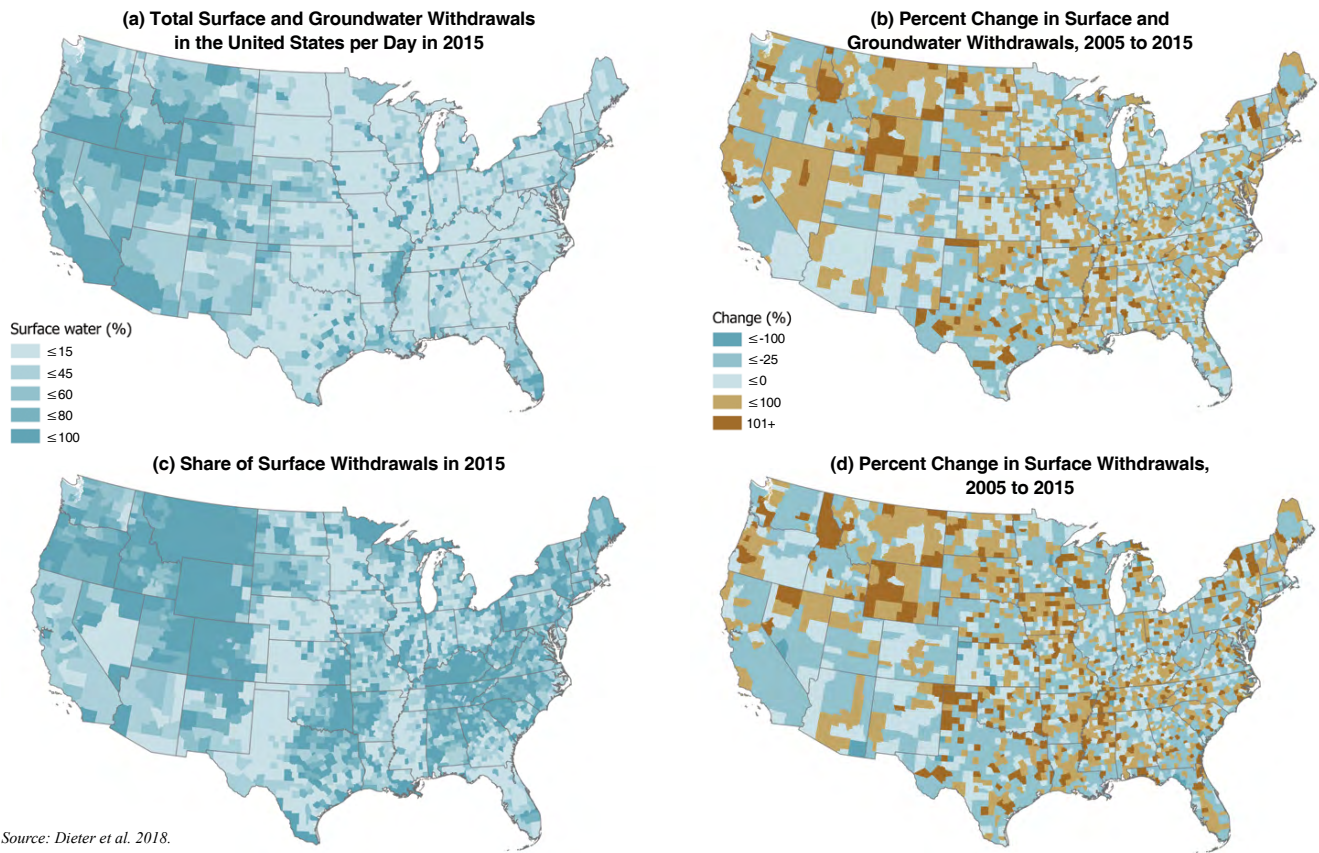 (a) Total Surface and Groundwater Withdrawals
in the United States per Day in 2015
(b) Percent Change in Surface and
Groundwater Withdrawals, 2005 to 2015
Surface water (%)
≤15
≤45
≤60
≤80
≤100
Change (%)
≤-100
≤-25
≤0
≤100
101+
(c) Share of Surface Withdrawals in 2015
(d) Percent Change in Surface Withdrawals,
2005 to 2015
Source: Dieter et al. 2018.